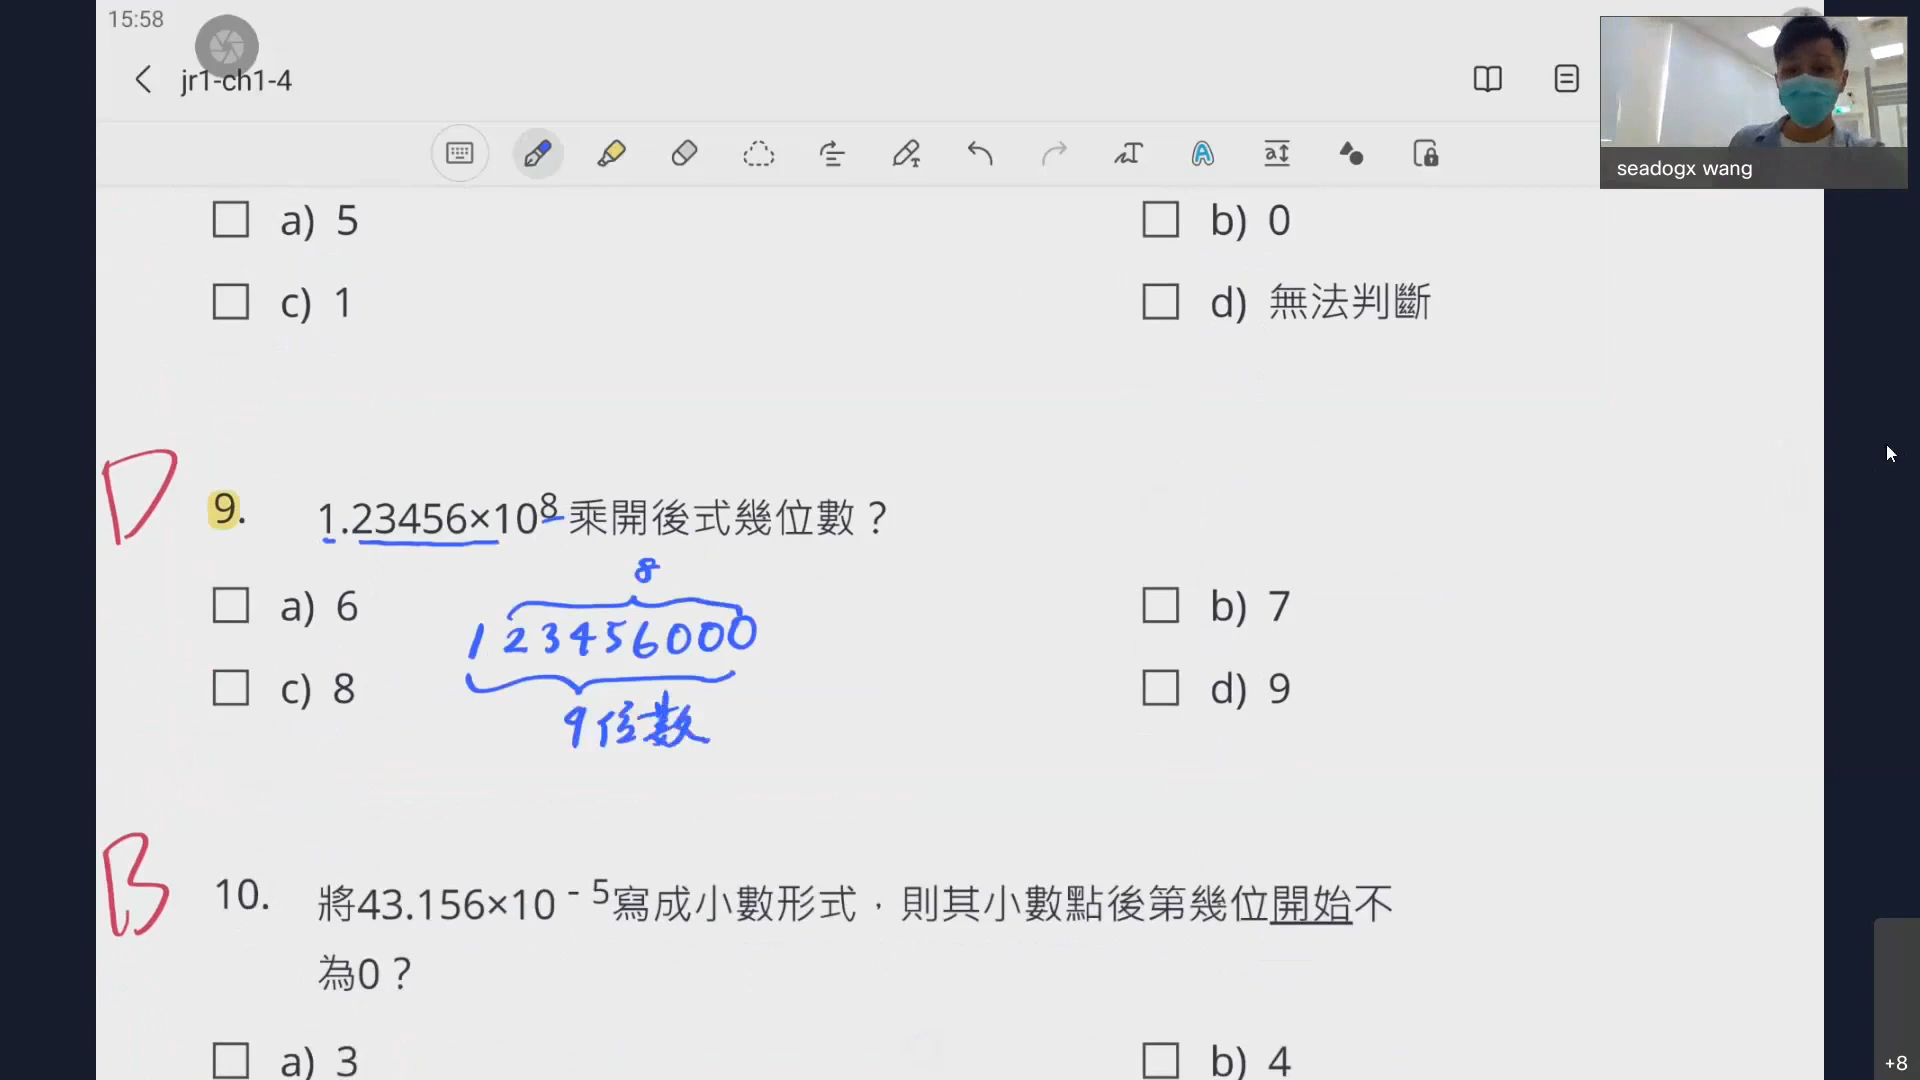 15:58
jr1-ch1-4
seadogx wang
a) 5
b) 0
c) 1
d) 無法判斷
D
9. 1.23456×10⁸ 乘開後式幾位數？
8
a) 6
b) 7
123456000
c) 8
d) 9
9位数
B
10. 將43.156×10⁻⁵寫成小數形式，則其小數點後第幾位開始不
為0？
a) 3
b) 4
+8